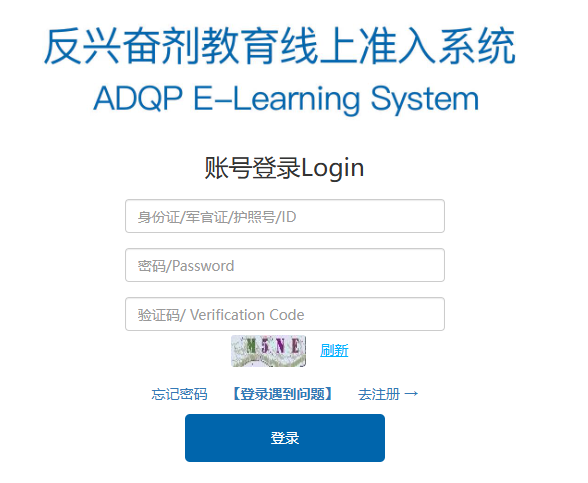 反兴奋剂教育线上准入系统
ADQP E-Learning System
账号登录Login
身份证/军官证/护照号/ID
密码/Password
验证码/ Verification Code
M5NE 刷新
忘记密码 【登录遇到问题】 去注册 →
登录